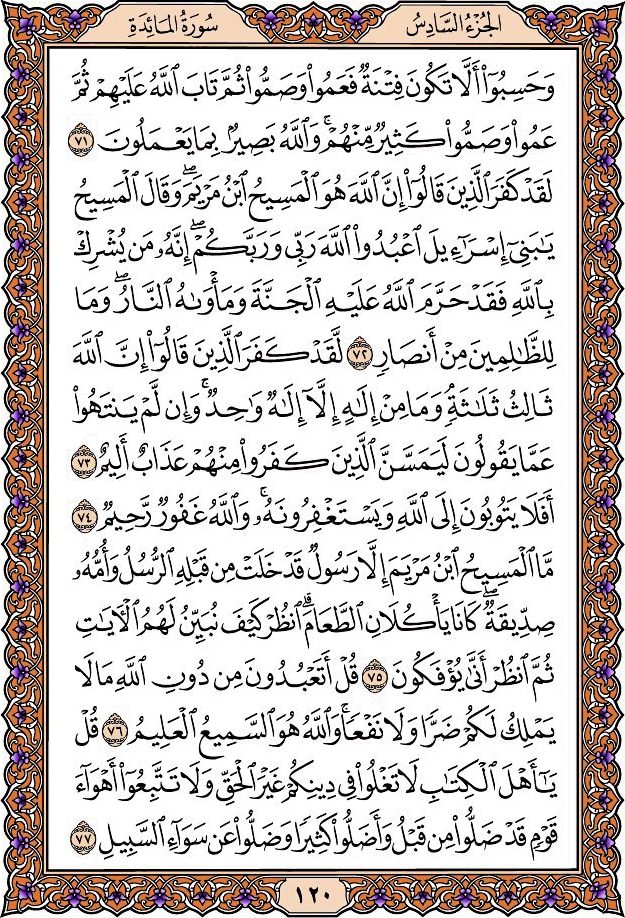 الجُزْءُ السَّادِسُ
سُورَةُ المَائِدَةِ
وَحَسِبُوٓاْ أَلَّا تَكُونَ فِتۡنَةٞ فَعَمُواْ وَصَمُّواْ ثُمَّ تَابَ ٱللَّهُ عَلَيۡهِمۡ ثُمَّ
عَمُواْ وَصَمُّواْ كَثِيرٞ مِّنۡهُمۡۚ وَٱللَّهُ بَصِيرُۢ بِمَا يَعۡمَلُونَ ٧١
لَقَدۡ كَفَرَ ٱلَّذِينَ قَالُوٓاْ إِنَّ ٱللَّهَ هُوَ ٱلۡمَسِيحُ ٱبۡنُ مَرۡيَمَۖ وَقَالَ ٱلۡمَسِيحُ
يَٰبَنِيٓ إِسۡرَٰٓءِيلَ ٱعۡبُدُواْ ٱللَّهَ رَبِّي وَرَبَّكُمۡۖ إِنَّهُۥ مَن يُشۡرِكۡ
بِٱللَّهِ فَقَدۡ حَرَّمَ ٱللَّهُ عَلَيۡهِ ٱلۡجَنَّةَ وَمَأۡوَىٰهُ ٱلنَّارُۖ وَمَا
لِلظَّٰلِمِينَ مِنۡ أَنصَارٖ ٧٢ لَّقَدۡ كَفَرَ ٱلَّذِينَ قَالُوٓاْ إِنَّ ٱللَّهَ
ثَالِثُ ثَلَٰثَةٖۘ وَمَا مِنۡ إِلَٰهٍ إِلَّآ إِلَٰهٞ وَٰحِدٞۚ وَإِن لَّمۡ يَنتَهُواْ
عَمَّا يَقُولُونَ لَيَمَسَّنَّ ٱلَّذِينَ كَفَرُواْ مِنۡهُمۡ عَذَابٌ أَلِيمٌ ٧٣
أَفَلَا يَتُوبُونَ إِلَى ٱللَّهِ وَيَسۡتَغۡفِرُونَهُۥۚ وَٱللَّهُ غَفُورٞ رَّحِيمٞ ٧٤
مَّا ٱلۡمَسِيحُ ٱبۡنُ مَرۡيَمَ إِلَّا رَسُولٞ قَدۡ خَلَتۡ مِن قَبۡلِهِ ٱلرُّسُلُ وَأُمُّهُۥ
صِدِّيقَةٞۖ كَانَا يَأۡكُلَانِ ٱلطَّعَامَۗ ٱنظُرۡ كَيۡفَ نُبَيِّنُ لَهُمُ ٱلۡأٓيَٰتِ
ثُمَّ ٱنظُرۡ أَنَّىٰ يُؤۡفَكُونَ ٧٥ قُلۡ أَتَعۡبُدُونَ مِن دُونِ ٱللَّهِ مَا لَا
يَمۡلِكُ لَكُمۡ ضَرّٗا وَلَا نَفۡعٗاۚ وَٱللَّهُ هُوَ ٱلسَّمِيعُ ٱلۡعَلِيمُ ٧٦ قُلۡ
يَٰٓأَهۡلَ ٱلۡكِتَٰبِ لَا تَغۡلُواْ فِي دِينِكُمۡ غَيۡرَ ٱلۡحَقِّ وَلَا تَتَّبِعُوٓاْ أَهۡوَآءَ
قَوۡمٖ قَدۡ ضَلُّواْ مِن قَبۡلُ وَأَضَلُّواْ كَثِيرٗا وَضَلُّواْ عَن سَوَآءِ ٱلسَّبِيلِ ٧٧
١٢٠